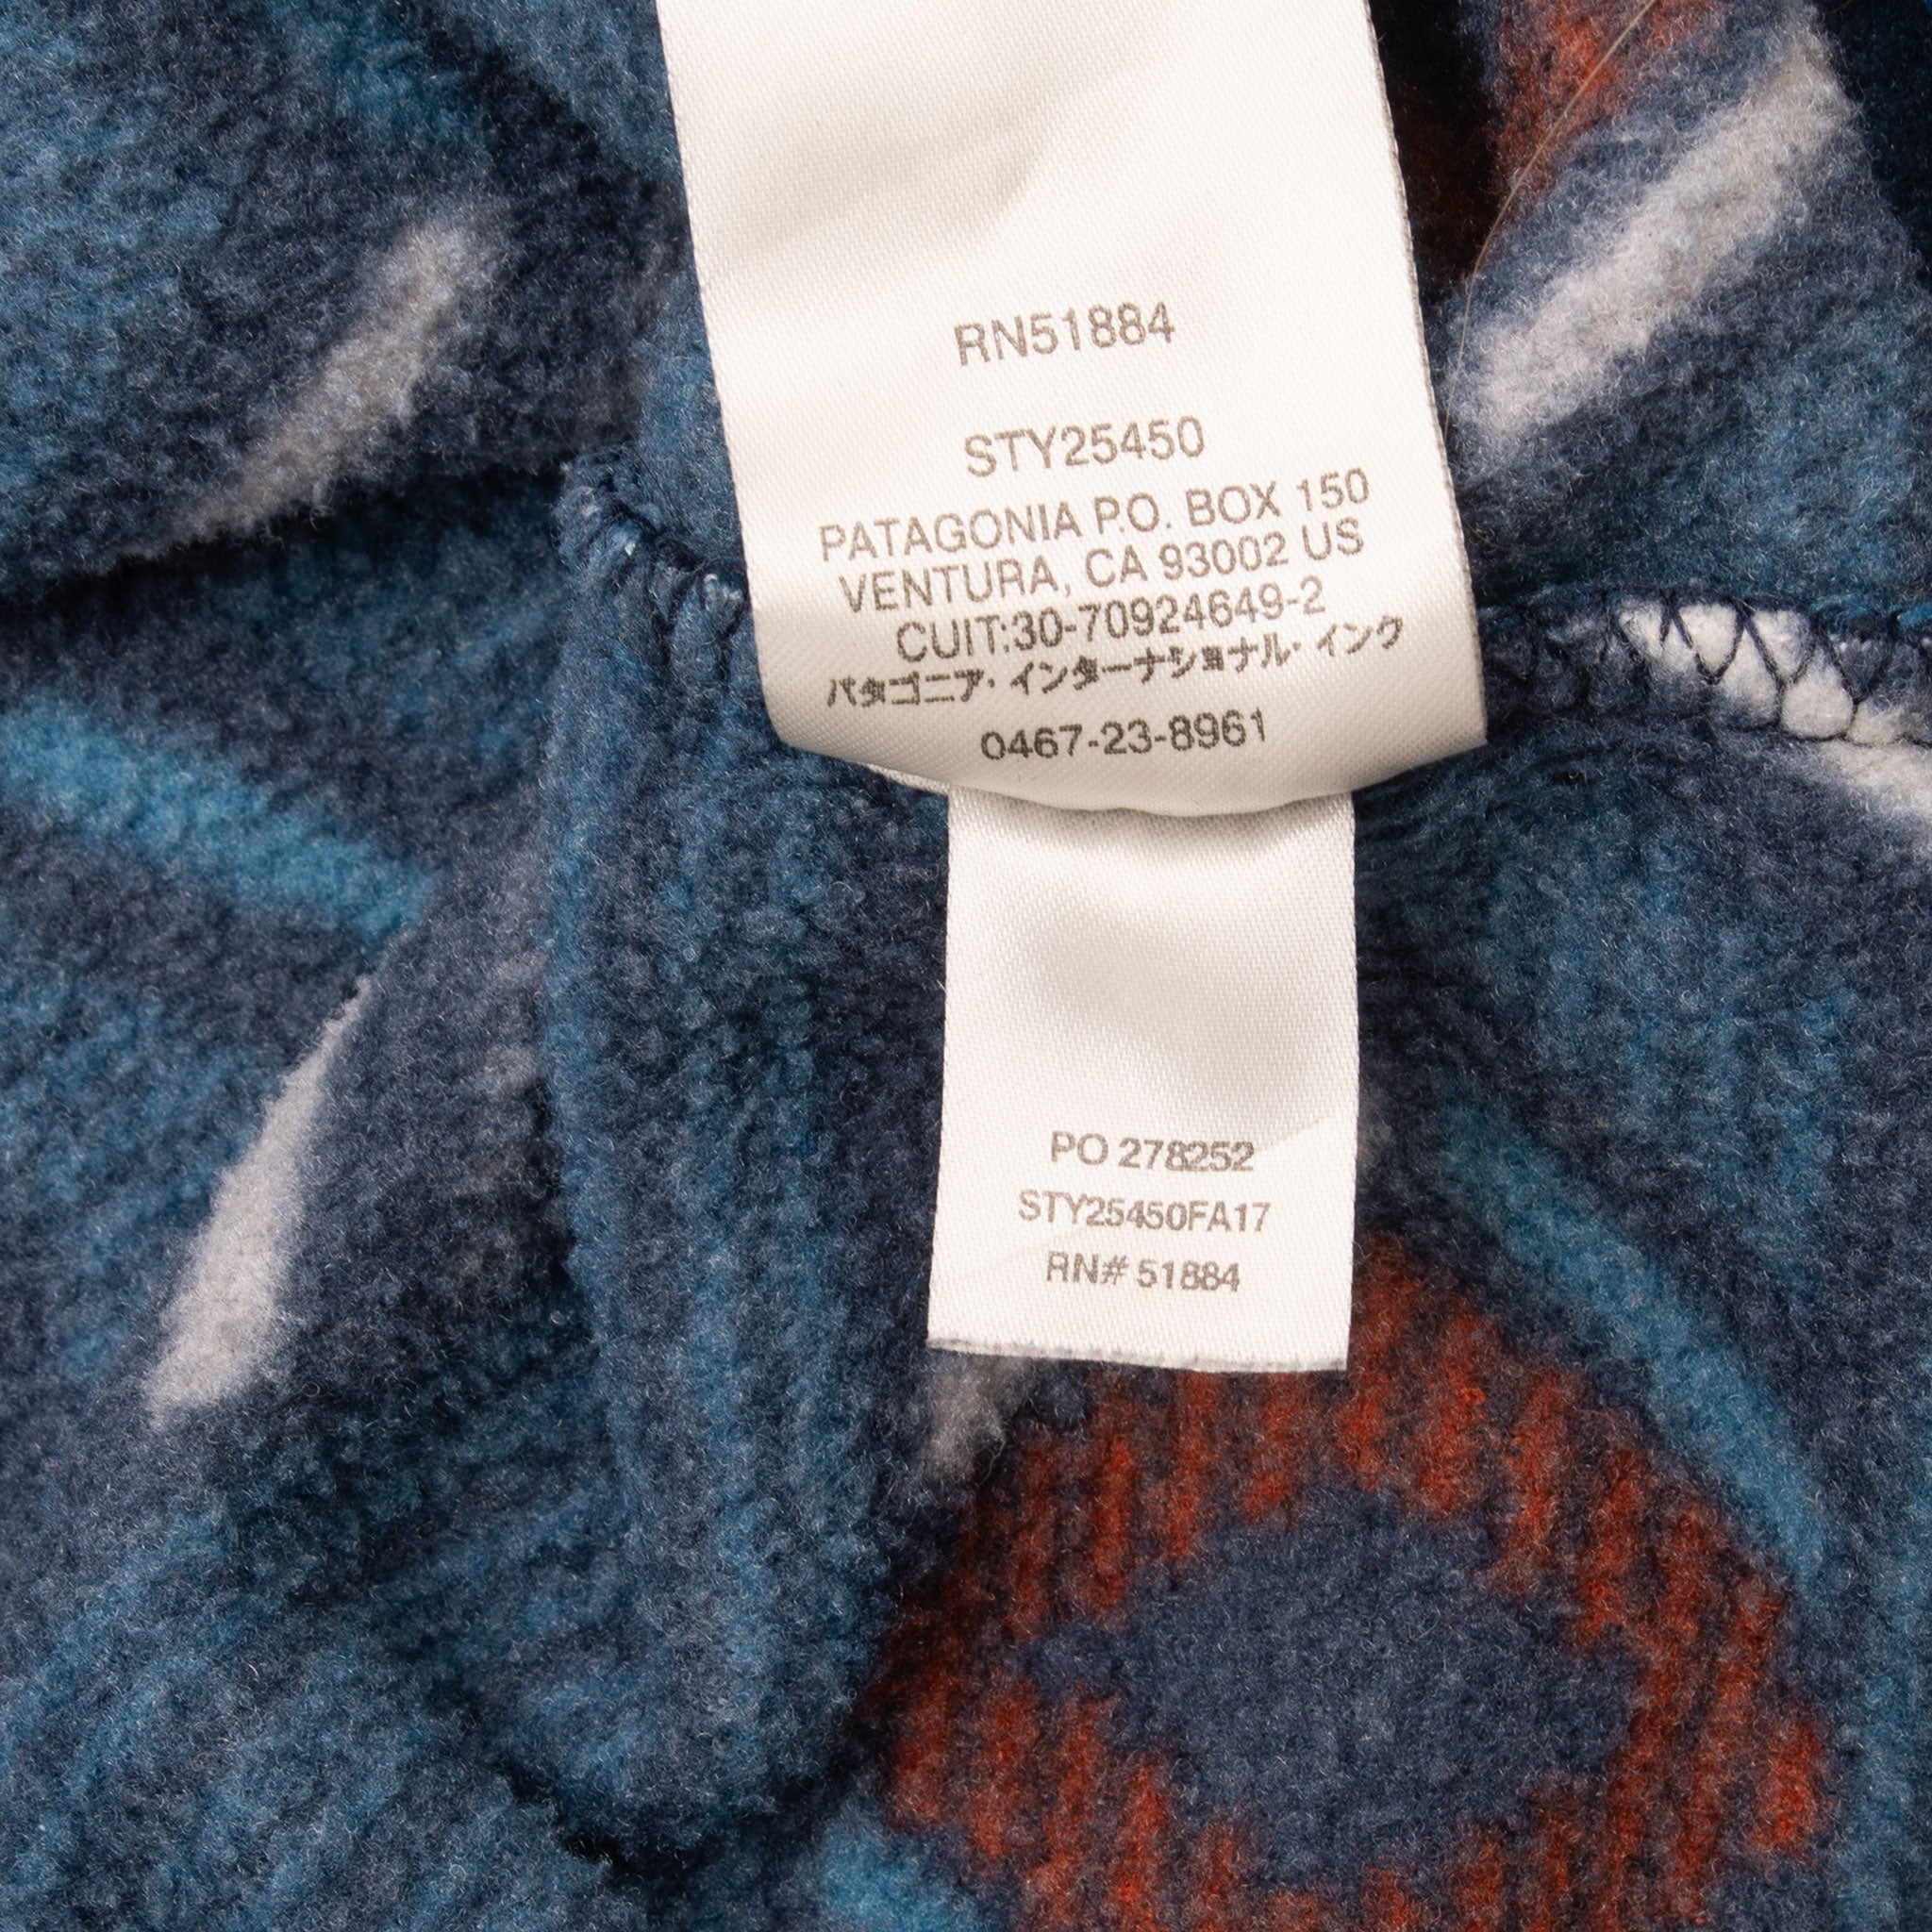 RN51884
STY25450
PATAGONIA P.O. BOX 150
VENTURA, CA 93002 US
CUIT:30-70924649-2
パタゴニア・インターナショナル・インク
0467-23-8961
PO 278252
STY25450FA17
RN# 51884